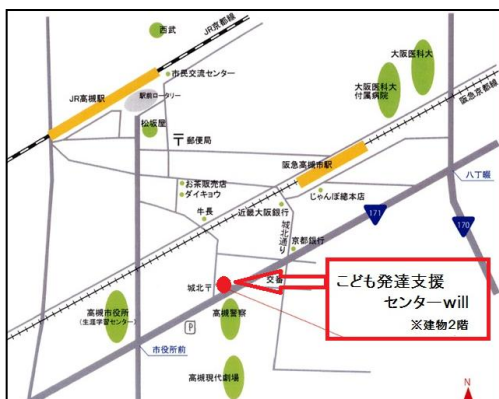 西武
JR京都線
市民交流センター
大阪医科大
大阪医科大
付属病院
JR高槻駅
駅前ロータリー
松坂屋
阪急京都線
郵便局
阪急高槻市駅
八丁畷
お茶販売店
ダイキョウ
じゃんぼ總本店
牛長
近畿大阪銀行
城北通り
171
170
京都銀行
交番
城北〒
こども発達支援
センターwill
※建物2階
高槻市役所
(生涯学習センター)
高槻警察
P
市役所前
高槻現代劇場
N